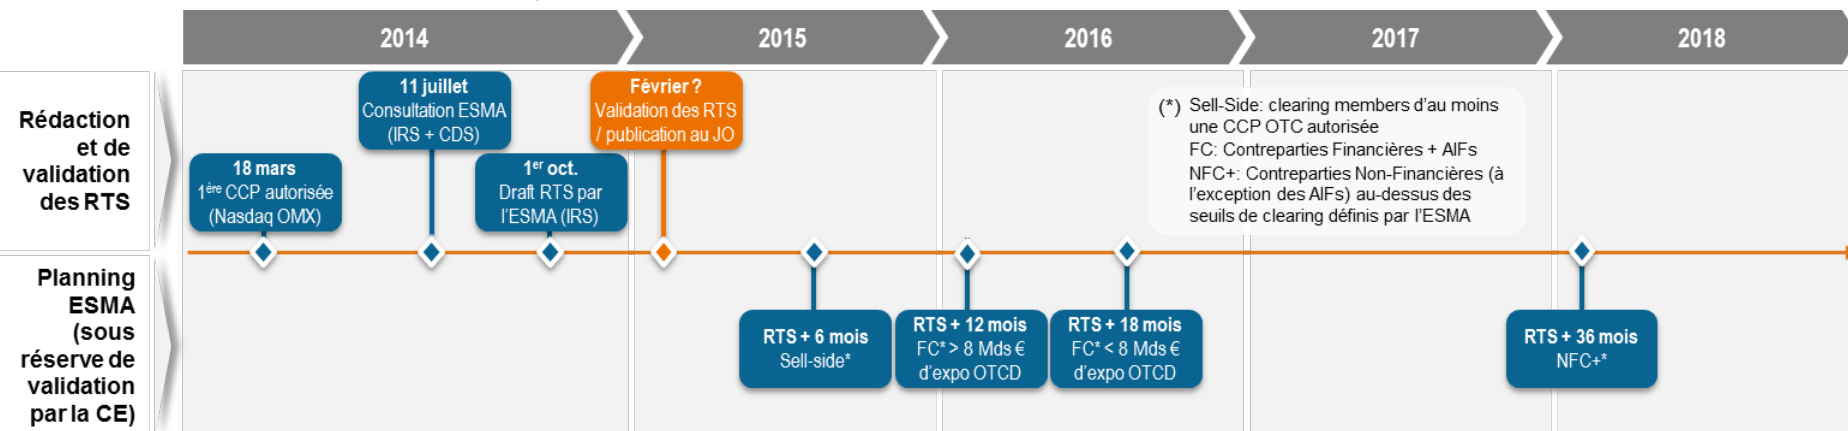 2014
2015
2016
2017
2018
Rédaction
et de
validation
des RTS
11 juillet
Consultation ESMA
(IRS + CDS)
Février ?
Validation des RTS
/ publication au JO
18 mars
1ère CCP autorisée
(Nasdaq OMX)
1er oct.
Draft RTS par
l'ESMA (IRS)
(*) Sell-Side: clearing members d'au moins
une CCP OTC autorisée
FC: Contreparties Financières + AIFs
NFC+: Contreparties Non-Financières (à
l'exception des AIFs) au-dessus des
seuils de clearing définis par l'ESMA
Planning
ESMA
(sous
réserve de
validation
par la CE)
RTS + 6 mois
Sell-side*
RTS + 12 mois
FC* > 8 Mds €
d'expo OTCD
RTS + 18 mois
FC* < 8 Mds €
d'expo OTCD
RTS + 36 mois
NFC+*